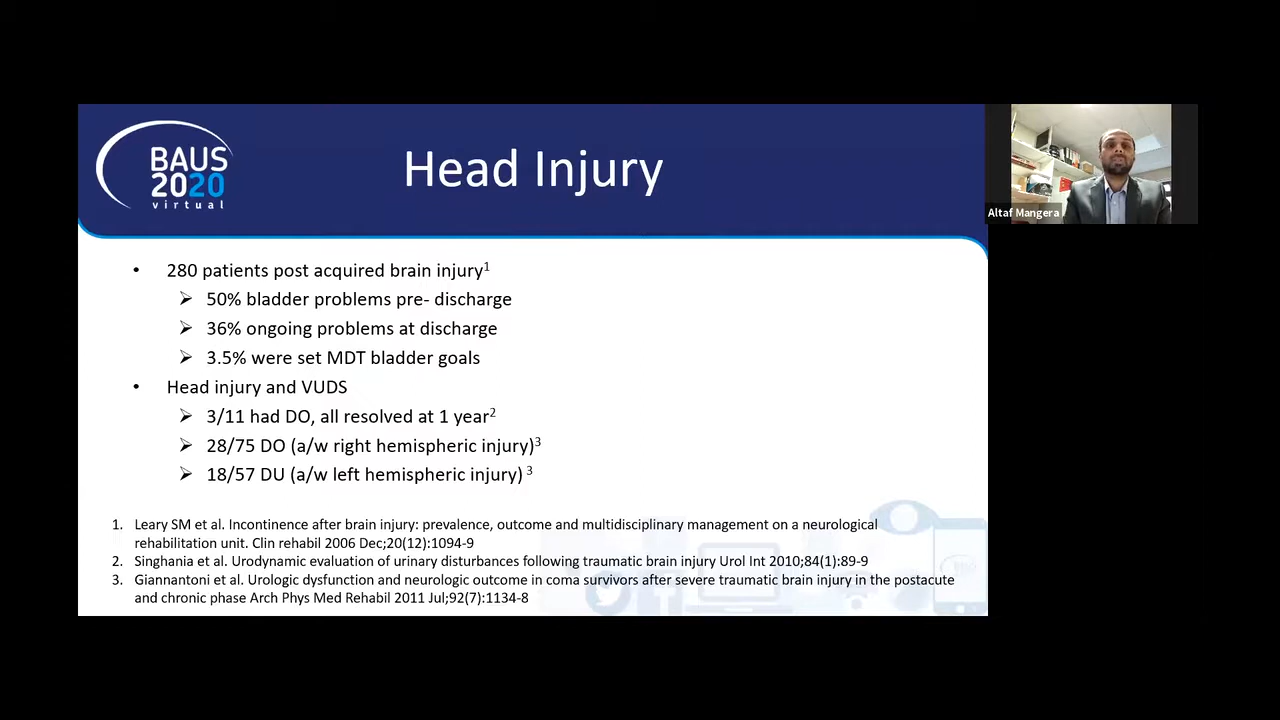 BAUS
2020
virtual
Head Injury
Altaf Mangera
• 280 patients post acquired brain injury1
➢ 50% bladder problems pre- discharge
➢ 36% ongoing problems at discharge
➢ 3.5% were set MDT bladder goals
• Head injury and VUDS
➢ 3/11 had DO, all resolved at 1 year2
➢ 28/75 DO (a/w right hemispheric injury)3
➢ 18/57 DU (a/w left hemispheric injury) 3
1. Leary SM et al. Incontinence after brain injury: prevalence, outcome and multidisciplinary management on a neurological
rehabilitation unit. Clin rehabil 2006 Dec;20(12):1094-9
2. Singhania et al. Urodynamic evaluation of urinary disturbances following traumatic brain injury Urol Int 2010;84(1):89-9
3. Giannantoni et al. Urologic dysfunction and neurologic outcome in coma survivors after severe traumatic brain injury in the postacute
and chronic phase Arch Phys Med Rehabil 2011 Jul;92(7):1134-8